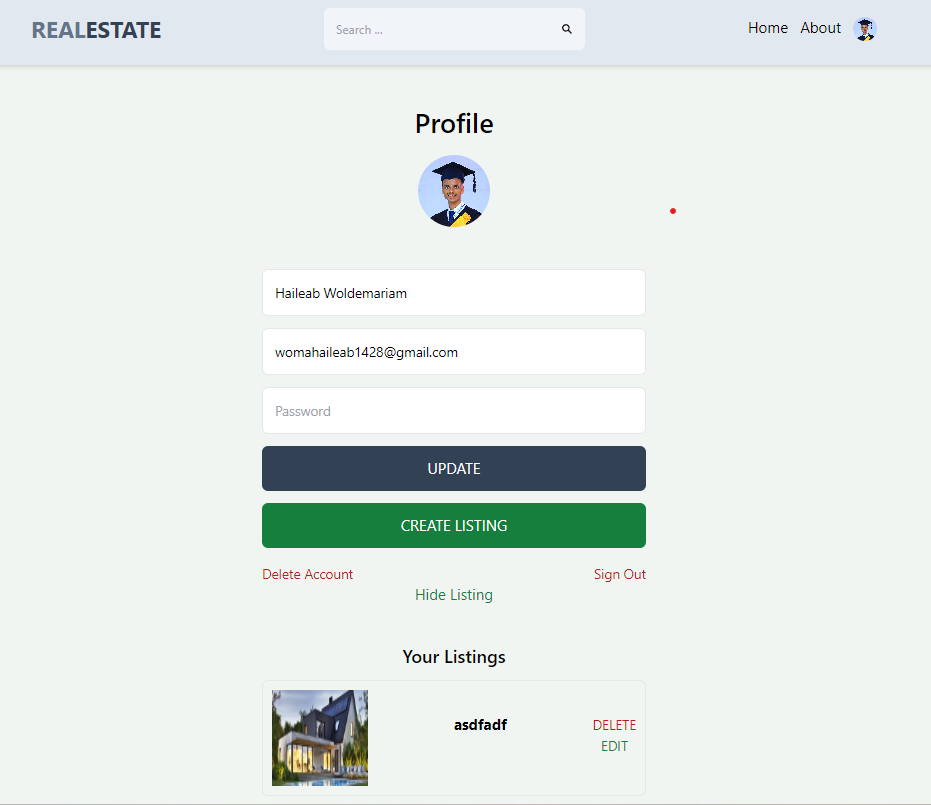 REALESTATE
Search ...
Home About
Profile
Haileab Woldemariam
womahaileab1428@gmail.com
Password
UPDATE
CREATE LISTING
Delete Account Sign Out
Hide Listing
Your Listings
asdfadf
DELETE
EDIT